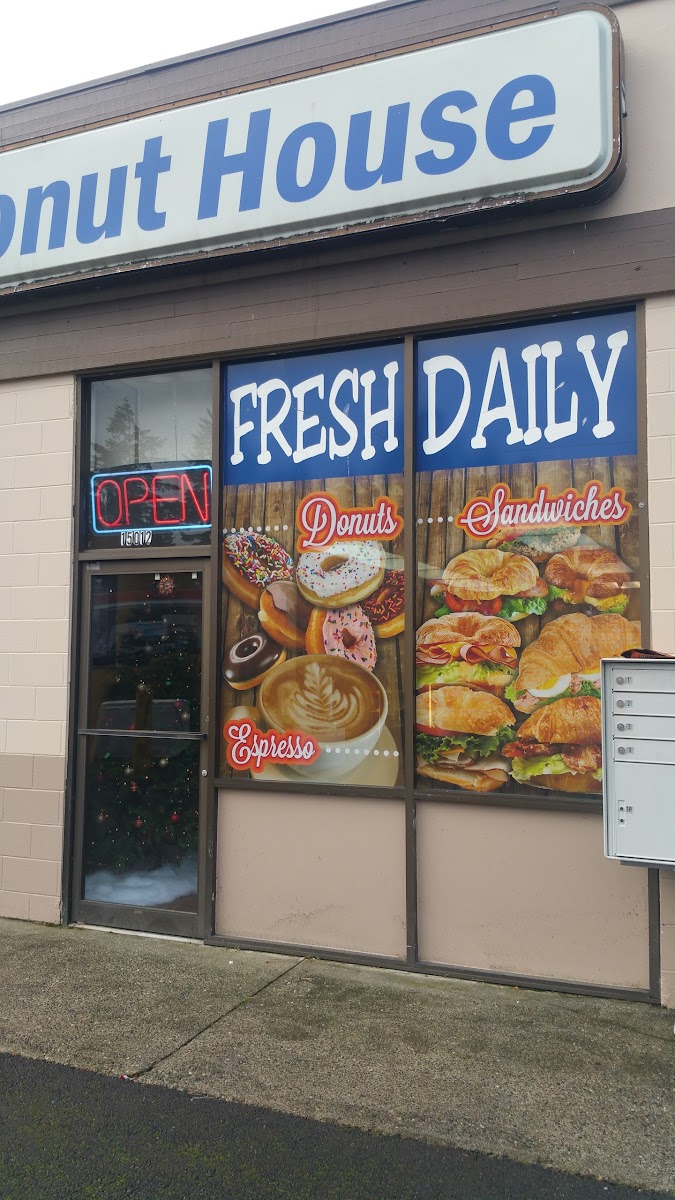 onut House
FRESH DAILY
OPEN
15012
Donuts
Sandwiches
Espresso